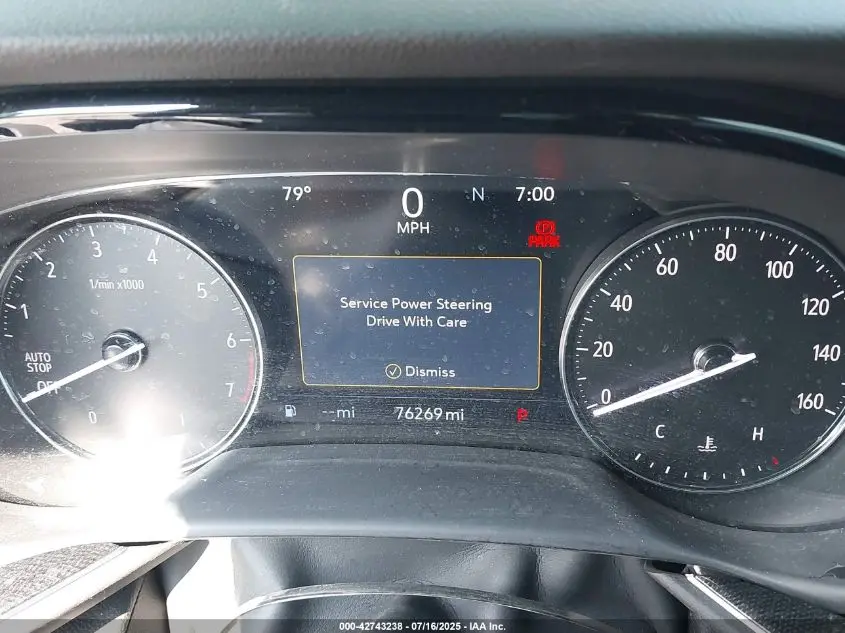 79° 0 N 7:00
MPH
PARK
1 2 3 4 5 6 7
1/min x1000
AUTO
STOP
OFF
0
Service Power Steering
Drive With Care
Dismiss
--mi 76269 mi P
0 20 40 60 80 100 120 140 160
C H
000-42743238 - 07/16/2025 - IAA Inc.